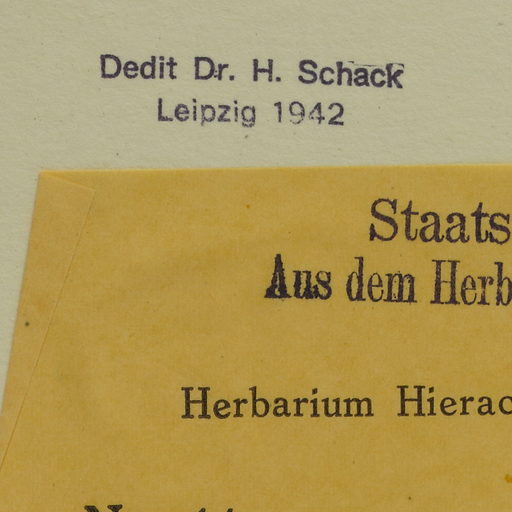 Dedit Dr. H. Schack
Leipzig 1942
Staats
Aus dem Herb
Herbarium Hierac